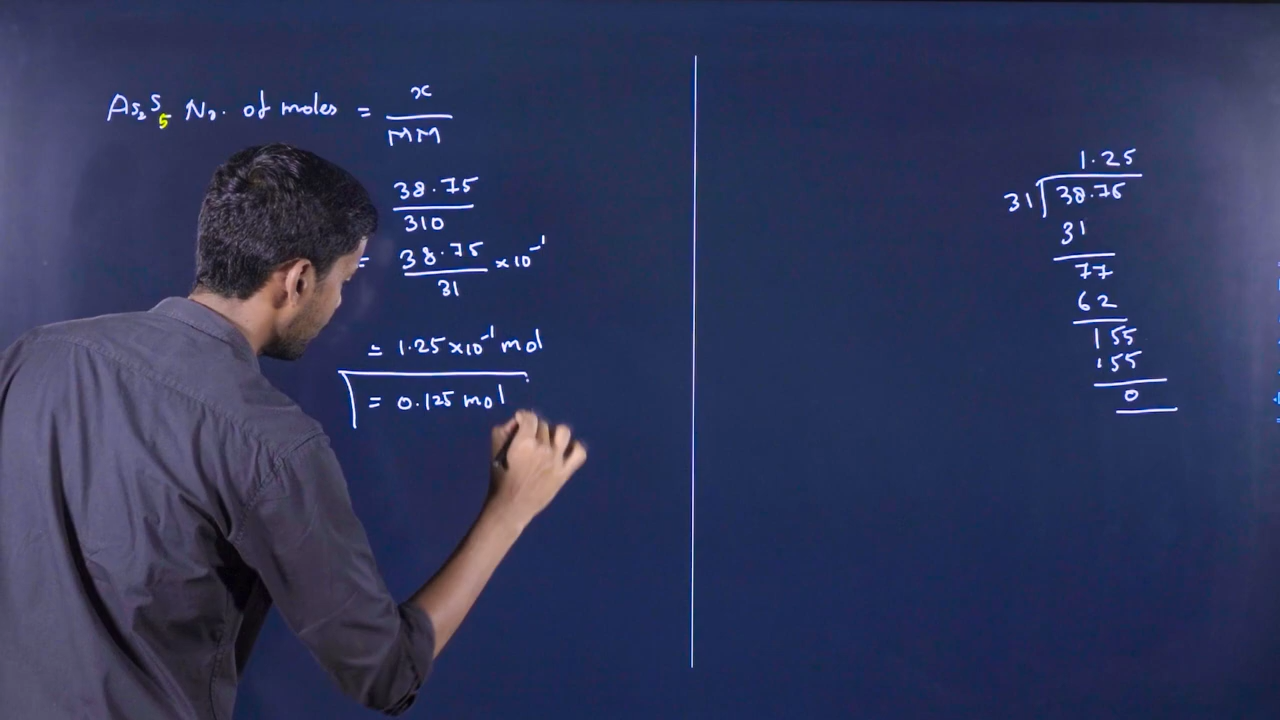 As₂S₅ No. of moles = x/MM
38.75/310
= 38.75/31 × 10⁻¹
= 1.25×10⁻¹ mol
= 0.125 mol
1.25
31 38.75
31
77
62
155
155
0